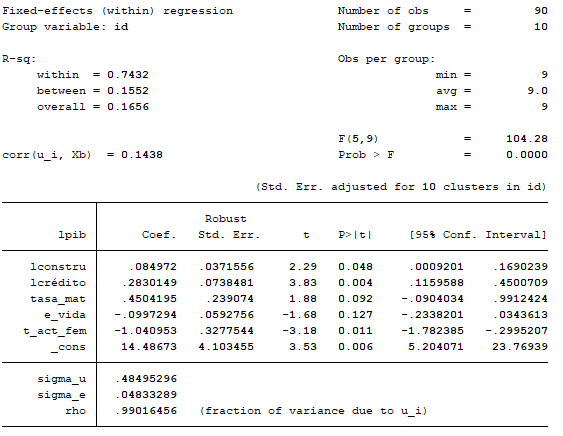 Fixed-effects (within) regression Number of obs = 90
Group variable: id Number of groups = 10
R-sq: Obs per group:
within = 0.7432 min = 9
between = 0.1552 avg = 9.0
overall = 0.1656 max = 9
F(5,9) = 104.28
corr(u_i, Xb) = 0.1438 Prob > F = 0.0000
(Std. Err. adjusted for 10 clusters in id)
Robust
lpib Coef. Std. Err. t P>|t| [95% Conf. Interval]
lconstru .084972 .0371556 2.29 0.048 .0009201 .1690239
lcrédito .2830149 .0738481 3.83 0.004 .1159588 .4500709
tasa_mat .4504195 .239074 1.88 0.092 -.0904034 .9912424
e_vida -.0997294 .0592756 -1.68 0.127 -.2338201 .0343613
t_act_fem -1.040953 .3277544 -3.18 0.011 -1.782385 -.2995207
_cons 14.48673 4.103455 3.53 0.006 5.204071 23.76939
sigma_u .48495296
sigma_e .04833289
rho .99016456 (fraction of variance due to u_i)